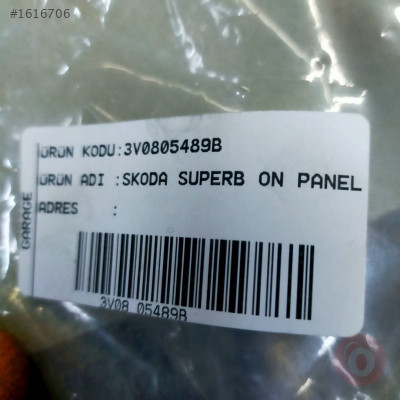 #1616706
ÜRÜN KODU:3V0805489B
ÜRÜN ADI :SKODA SUPERB ON PANEL
ADRES :
GARAGE
3V08 05489B